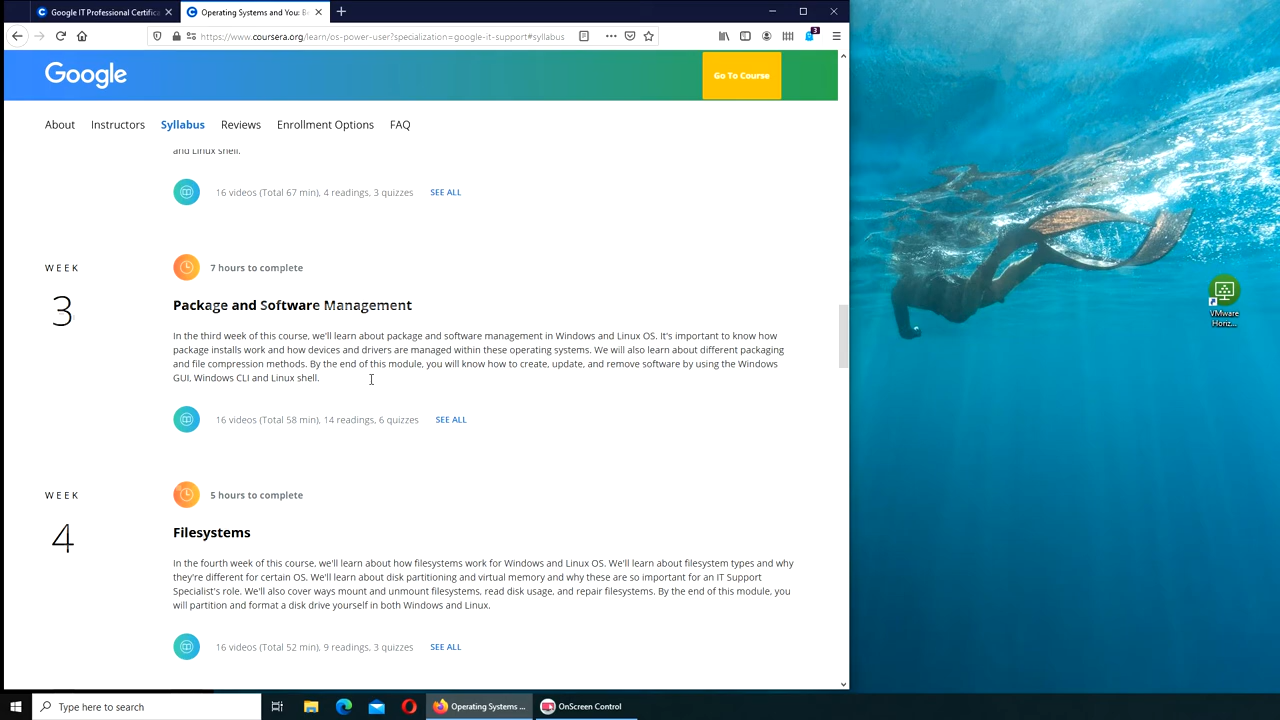 Google IT Professional Certifica
Operating Systems and You: B
https://www.coursera.org/learn/os-power-user?specialization=google-it-support#syllabus
3
Google
Go To Course
About
Instructors
Syllabus
Reviews
Enrollment Options
FAQ
and Linux shell.
16 videos (Total 67 min), 4 readings, 3 quizzes
SEE ALL
WEEK
3
7 hours to complete
Package and Software Management
In the third week of this course, we'll learn about package and software management in Windows and Linux OS. It's important to know how
package installs work and how devices and drivers are managed within these operating systems. We will also learn about different packaging
and file compression methods. By the end of this module, you will know how to create, update, and remove software by using the Windows
GUI, Windows CLI and Linux shell.
16 videos (Total 58 min), 14 readings, 6 quizzes
SEE ALL
WEEK
4
5 hours to complete
Filesystems
In the fourth week of this course, we'll learn about how filesystems work for Windows and Linux OS. We'll learn about filesystem types and why
they're different for certain OS. We'll learn about disk partitioning and virtual memory and why these are so important for an IT Support
Specialist's role. We'll also cover ways mount and unmount filesystems, read disk usage, and repair filesystems. By the end of this module, you
will partition and format a disk drive yourself in both Windows and Linux.
16 videos (Total 52 min), 9 readings, 3 quizzes
SEE ALL
VMware
Horiz...
Type here to search
Operating Systems ...
OnScreen Control